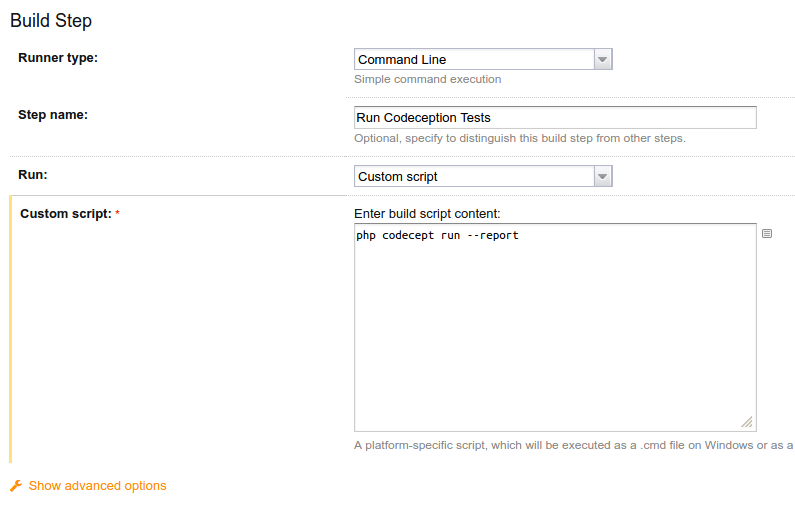 Build Step
Runner type:
Command Line
Simple command execution
Step name:
Run Codeception Tests
Optional, specify to distinguish this build step from other steps.
Run:
Custom script
Custom script: *
Enter build script content:
php codecept run --report
A platform-specific script, which will be executed as a .cmd file on Windows or as a
Show advanced options